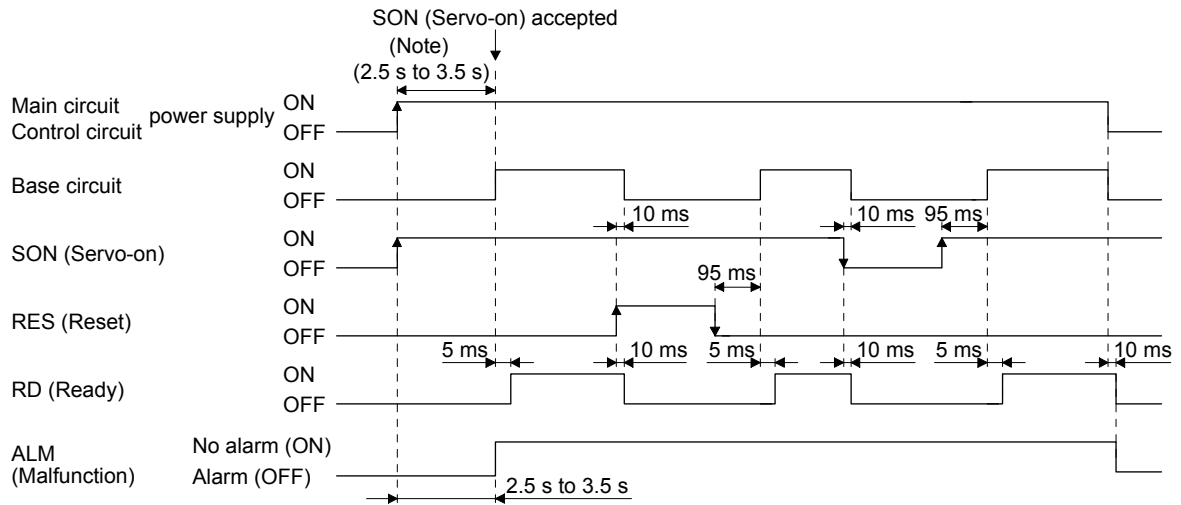 SON (Servo-on) accepted
(Note)
(2.5 s to 3.5 s)
Main circuit
Control circuit
power supply
ON
OFF
Base circuit
ON
OFF
10 ms
10 ms
95 ms
SON (Servo-on)
ON
OFF
95 ms
RES (Reset)
ON
OFF
5 ms
10 ms
5 ms
10 ms
5 ms
10 ms
RD (Ready)
ON
OFF
ALM
(Malfunction)
No alarm (ON)
Alarm (OFF)
2.5 s to 3.5 s